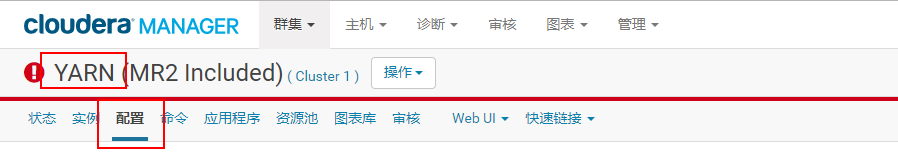 cloudera MANAGER 群集 主机 诊断 审核 图表 管理
YARN (MR2 Included) ( Cluster 1 ) 操作
状态 实例 配置 命令 应用程序 资源池 图表库 审核 Web UI 快速链接